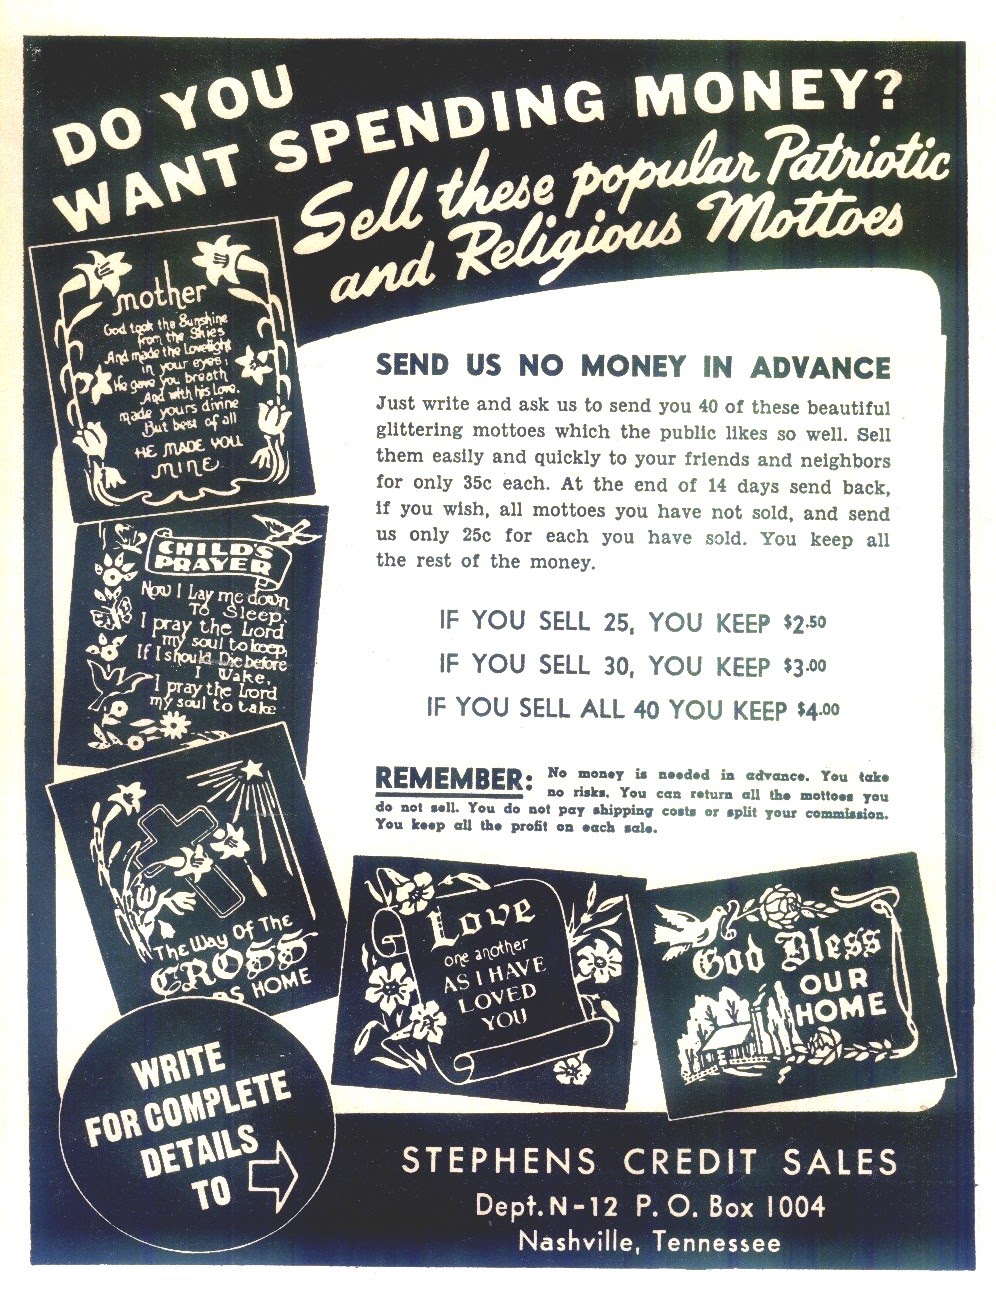 DO YOU
WANT SPENDING MONEY?
Sell these popular Patriotic
and Religious Mottoes
mother
God took the Sunshine
from the Skies
And made the Lovelight
in your eyes;
He gave you breath
And with his Love,
made yours divine
But best of all
HE MADE YOU
MINE
CHILD'S
PRAYER
Now I Lay me down
To Sleep,
I pray the Lord
my soul to keep,
If I should Die before
I Wake,
I pray the Lord
my soul to take
The Way Of The
CROSS
HOME
SEND US NO MONEY IN ADVANCE
Just write and ask us to send you 40 of these beautiful
glittering mottoes which the public likes so well. Sell
them easily and quickly to your friends and neighbors
for only 35c each. At the end of 14 days send back,
if you wish, all mottoes you have not sold, and send
us only 25c for each you have sold. You keep all
the rest of the money.
IF YOU SELL 25, YOU KEEP $2.50
IF YOU SELL 30, YOU KEEP $3.00
IF YOU SELL ALL 40 YOU KEEP $4.00
REMEMBER: No money is needed in advance. You take
no risks. You can return all the mottoes you
do not sell. You do not pay shipping costs or split your commission.
You keep all the profit on each sale.
Love
one another
AS I HAVE
LOVED
YOU
God Bless
OUR
HOME
WRITE
FOR COMPLETE
DETAILS
TO
STEPHENS CREDIT SALES
Dept. N-12 P. O. Box 1004
Nashville, Tennessee